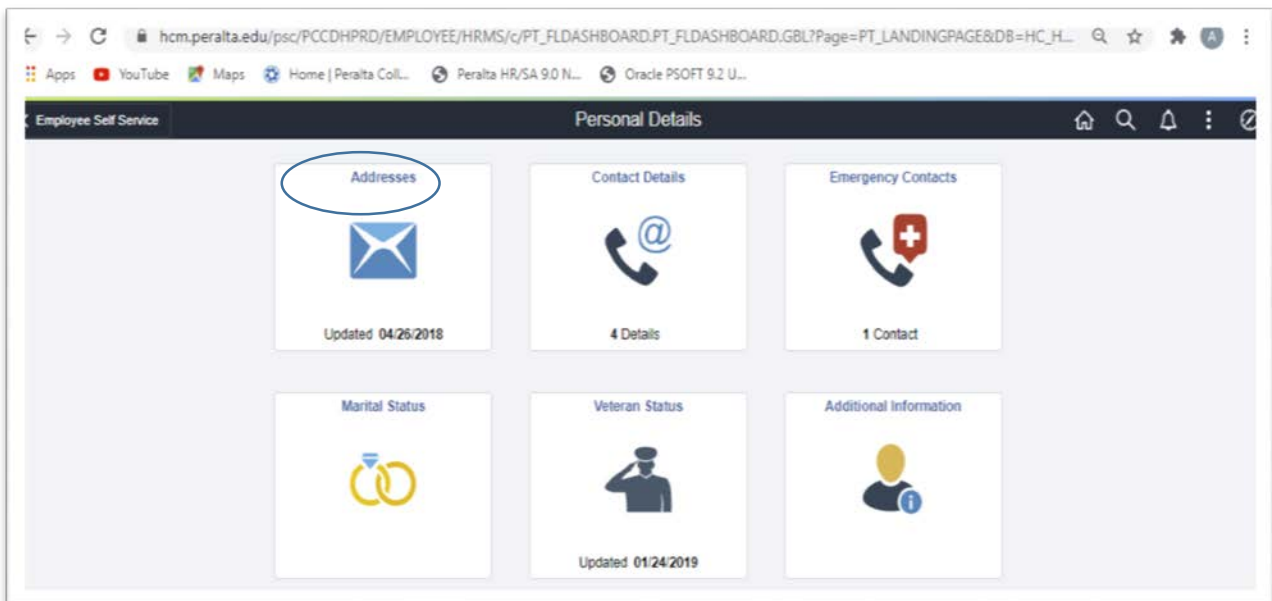 hcm.peralta.edu/psc/PCCDHPRD/EMPLOYEE/HRMS/c/PT_FLDASHBOARD.PT_FLDASHBOARD.GBL?Page=PT_LANDINGPAGE&DB=HC_H... A
Apps YouTube Maps Home | Peralta Coll... Peralta HR/SA 9.0 N... Oracle PSOFT 9.2 U...
Employee Self Service Personal Details
Addresses Contact Details Emergency Contacts
@
Updated 04/26/2018 4 Details 1 Contact
Marital Status Veteran Status Additional Information
i
Updated 01/24/2019